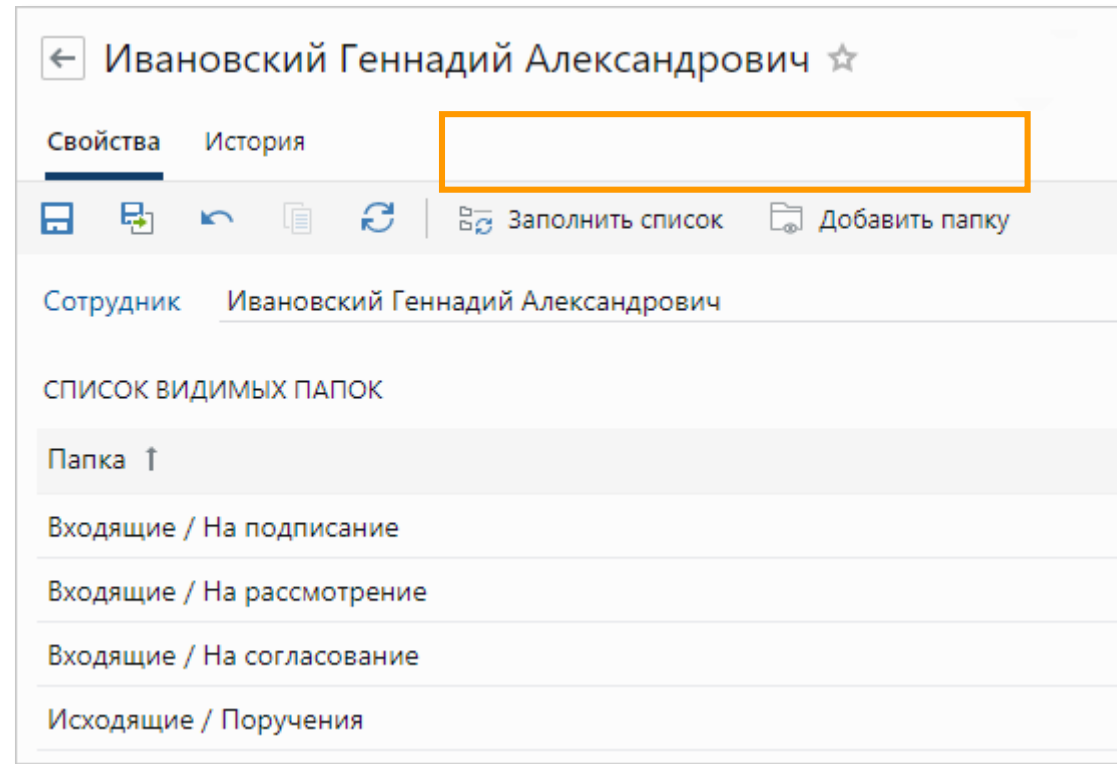 Ивановский Геннадий Александрович
Свойства История
Заполнить список Добавить папку
Сотрудник Ивановский Геннадий Александрович
СПИСОК ВИДИМЫХ ПАПОК
Папка ↑
Входящие / На подписание
Входящие / На рассмотрение
Входящие / На согласование
Исходящие / Поручения